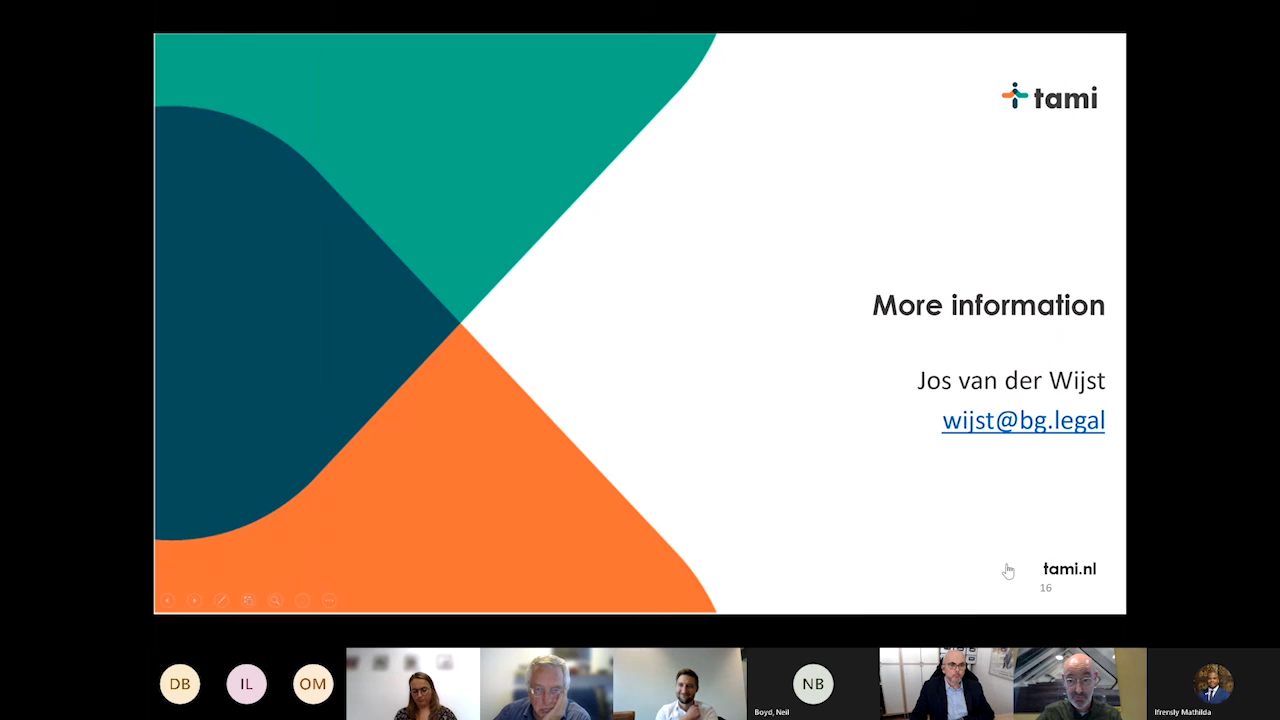 tami
More information
Jos van der Wijst
wijst@bg.legal
tami.nl
16
DB
IL
OM
NB
Boyd, Neil
Ifrensly Mathilda